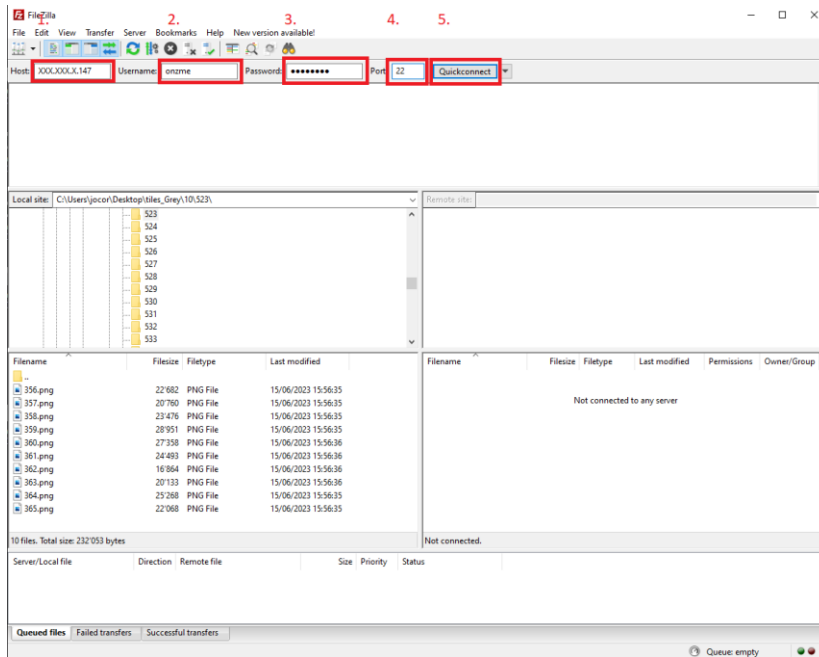 FileZilla
1. 2. 3. 4. 5.
File Edit View Transfer Server Bookmarks Help New version available!
Host: XXX.XXX.X.147 Username: onzme Password: ●●●●●●●● Port: 22 Quickconnect
Local site: C:\Users\jocor\Desktop\tiles_Grey\10\523\
Remote site:
523
524
525
526
527
528
529
530
531
532
533
Filename Filesize Filetype Last modified
..
356.png 22'682 PNG File 15/06/2023 15:56:35
357.png 20'760 PNG File 15/06/2023 15:56:35
358.png 23'476 PNG File 15/06/2023 15:56:35
359.png 28'951 PNG File 15/06/2023 15:56:35
360.png 27'358 PNG File 15/06/2023 15:56:36
361.png 24'493 PNG File 15/06/2023 15:56:36
362.png 16'864 PNG File 15/06/2023 15:56:36
363.png 20'133 PNG File 15/06/2023 15:56:36
364.png 25'268 PNG File 15/06/2023 15:56:35
365.png 22'068 PNG File 15/06/2023 15:56:35
10 files. Total size: 232'053 bytes
Filename Filesize Filetype Last modified Permissions Owner/Group
Not connected to any server
Not connected.
Server/Local file Direction Remote file Size Priority Status
Queued files Failed transfers Successful transfers
Queue: empty